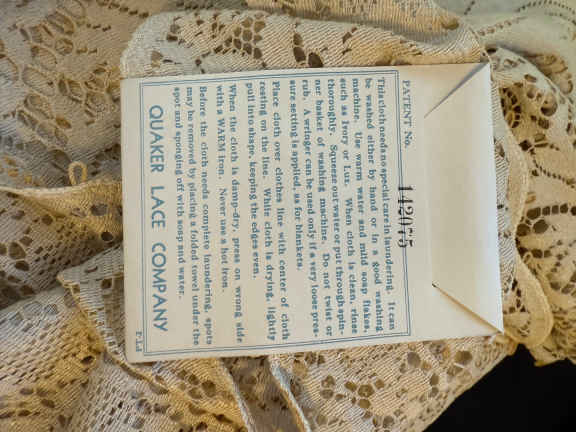 PATENT No. 142075
This cloth needs no special care in laundering. It can
be washed either by hand or in a good washing
machine. Use warm water and mild soap flakes,
such as Ivory or Lux. When cloth is clean, rinse
thoroughly. Squeeze out water or put through spin-
ner basket of washing machine. Do not twist or
rub. A wringer can be used only if a very loose pres-
sure setting is applied, as for blankets.
Place cloth over clothes line, with center of cloth
resting on the line. While cloth is drying, lightly
pull into shape, keeping the edges even.
When the cloth is damp-dry, press on wrong side
with a WARM iron. Never use a hot iron.
Before the cloth needs complete laundering, spots
may be removed by placing a folded towel under the
spot and sponging off with soap and water.
QUAKER LACE COMPANY